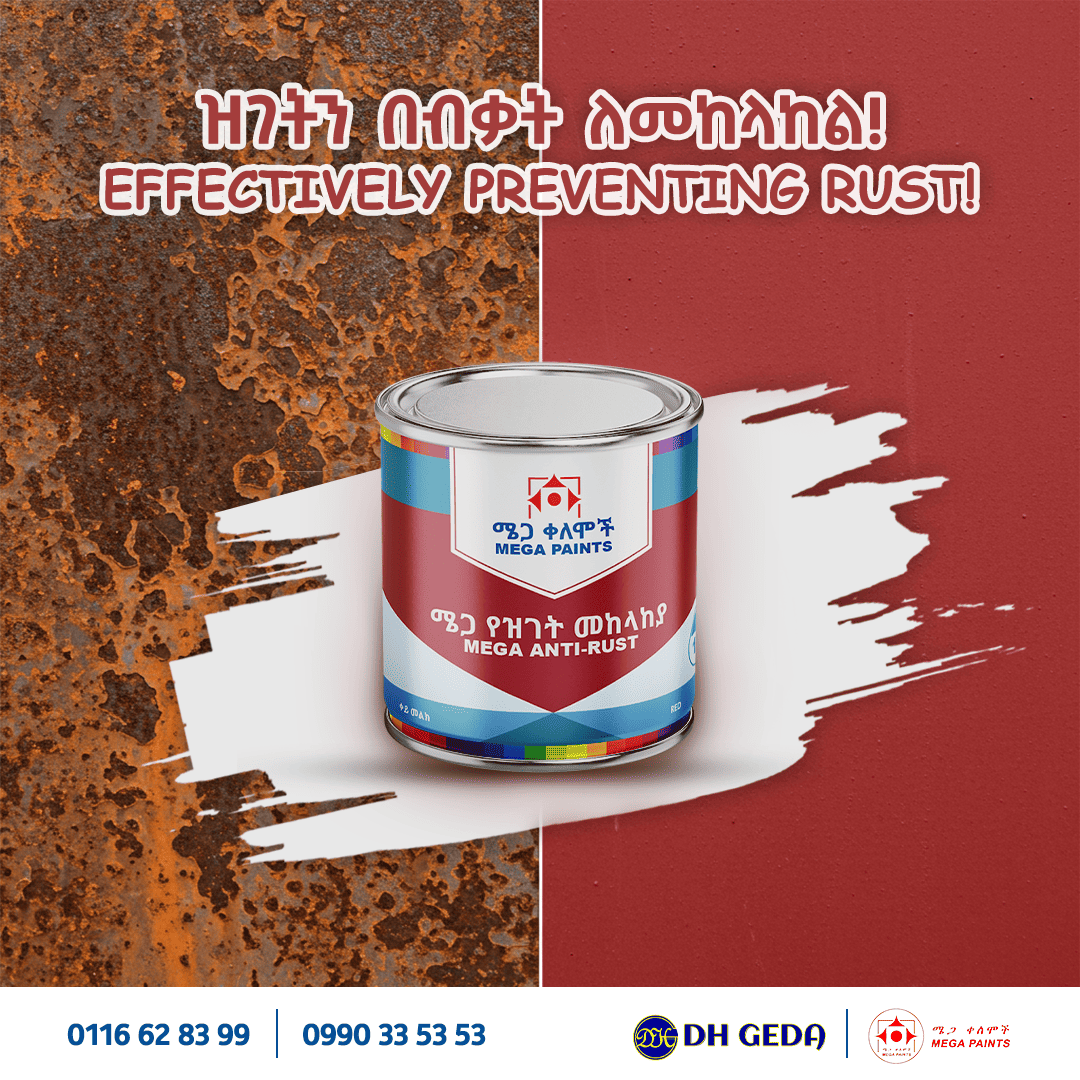 ዝገትን በብቃት ለመከላከል!
EFFECTIVELY PREVENTING RUST!
ሜጋ ቀለሞች
MEGA PAINTS
ሜጋ የዝገት መከላከያ
MEGA ANTI-RUST
ቀይ መልክ
RED
0116 62 83 99
0990 33 53 53
DH GEDA
ሜጋ ቀለሞች
MEGA PAINTS